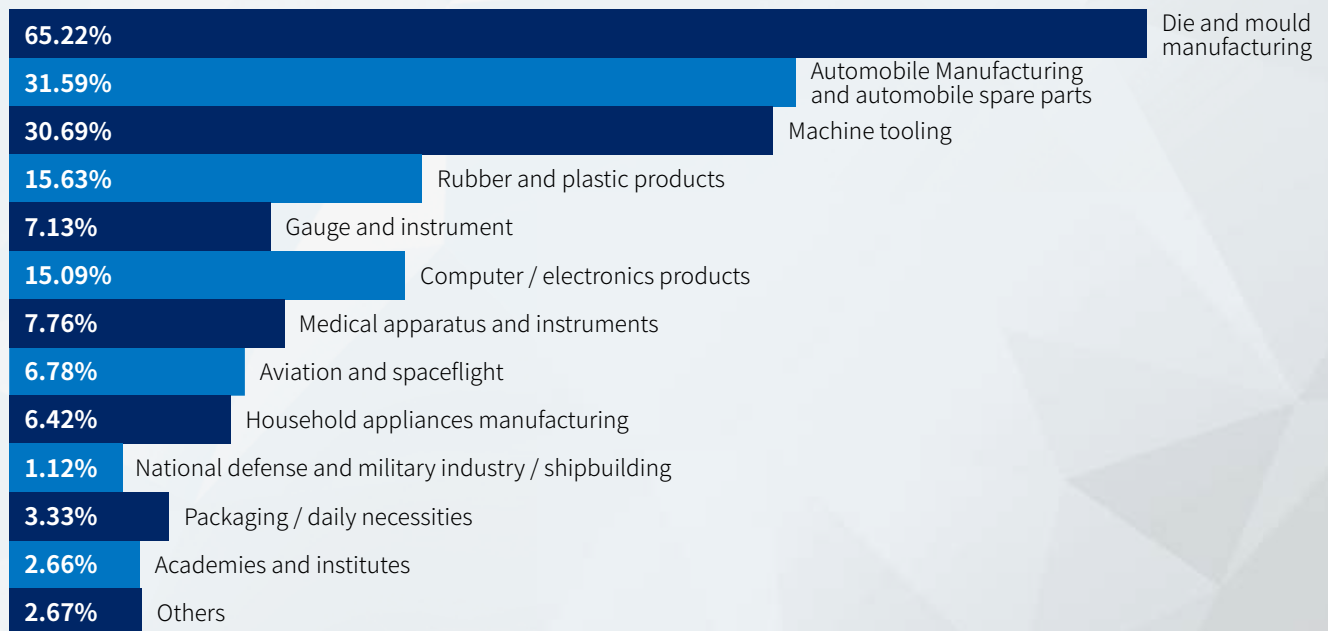 65.22%
Die and mould
manufacturing
31.59%
Automobile Manufacturing
and automobile spare parts
30.69%
Machine tooling
15.63%
Rubber and plastic products
7.13%
Gauge and instrument
15.09%
Computer / electronics products
7.76%
Medical apparatus and instruments
6.78%
Aviation and spaceflight
6.42%
Household appliances manufacturing
1.12%
National defense and military industry / shipbuilding
3.33%
Packaging / daily necessities
2.66%
Academies and institutes
2.67%
Others